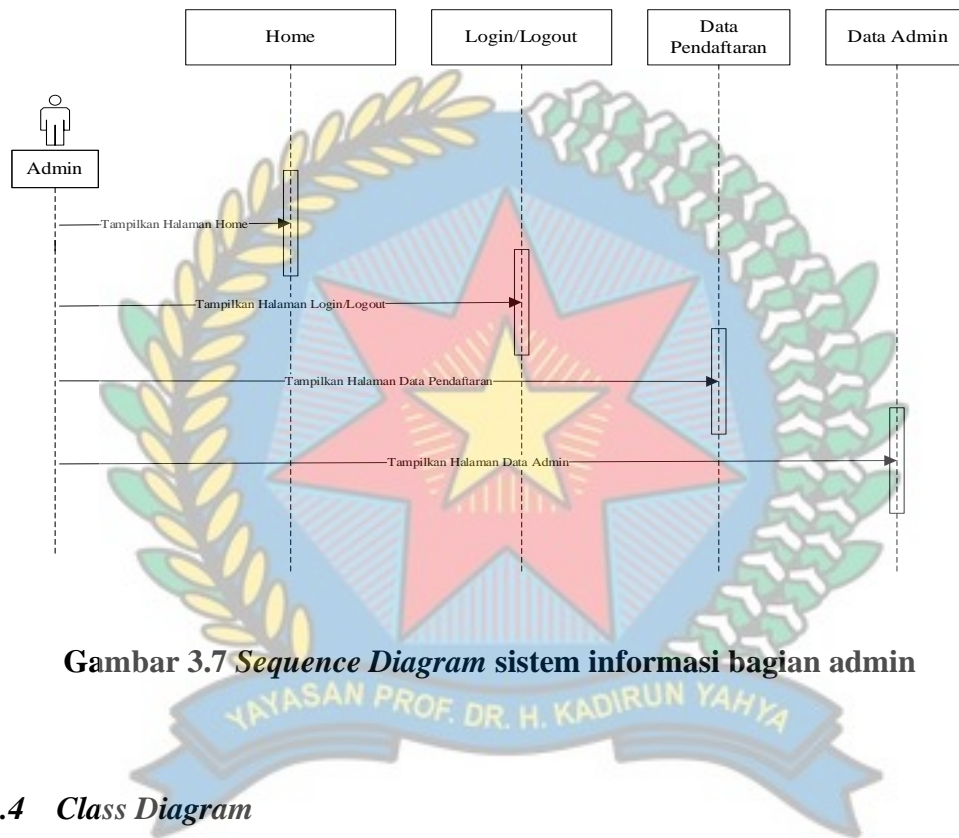 Home
Login/Logout
Data
Pendaftaran
Data Admin
Admin
Tampilkan Halaman Home
Tampilkan Halaman Login/Logout
Tampilkan Halaman Data Pendaftaran
Tampilkan Halaman Data Admin
Gambar 3.7 Sequence Diagram sistem informasi bagian admin
YAYASAN PROF. DR. H. KADIRUN YAHYA
.4 Class Diagram